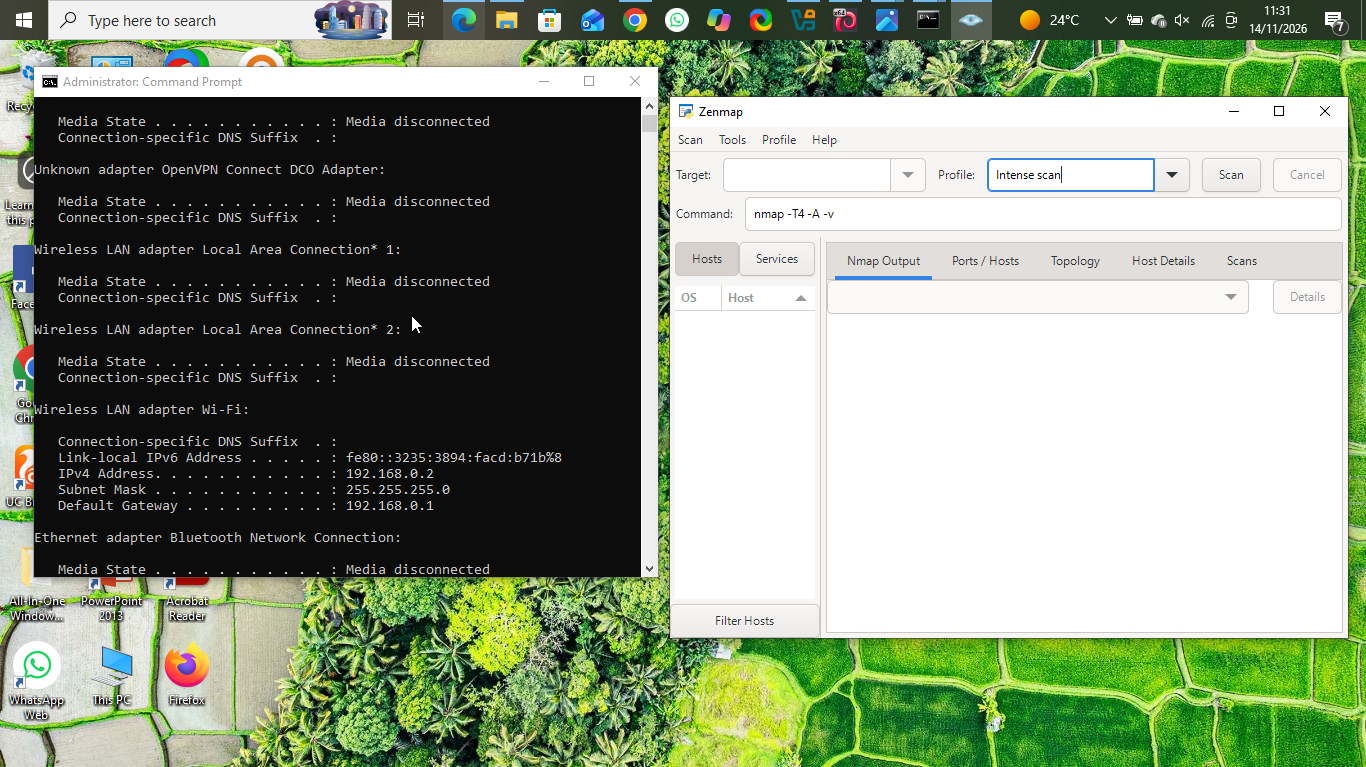 Type here to search
24°C
11:31
14/11/2026
7
Administrator: Command Prompt
Media State . . . . . . . . . . . : Media disconnected
Connection-specific DNS Suffix  . :
Unknown adapter OpenVPN Connect DCO Adapter:
Media State . . . . . . . . . . . : Media disconnected
Connection-specific DNS Suffix  . :
Wireless LAN adapter Local Area Connection* 1:
Media State . . . . . . . . . . . : Media disconnected
Connection-specific DNS Suffix  . :
Wireless LAN adapter Local Area Connection* 2:
Media State . . . . . . . . . . . : Media disconnected
Connection-specific DNS Suffix  . :
Wireless LAN adapter Wi-Fi:
Connection-specific DNS Suffix  . :
Link-local IPv6 Address . . . . . : fe80::3235:3894:facd:b71b%8
IPv4 Address. . . . . . . . . . . : 192.168.0.2
Subnet Mask . . . . . . . . . . . : 255.255.255.0
Default Gateway . . . . . . . . . : 192.168.0.1
Ethernet adapter Bluetooth Network Connection:
Media State . . . . . . . . . . . : Media disconnected
Zenmap
Scan Tools Profile Help
Target: Profile: Intense scan Scan Cancel
Command: nmap -T4 -A -v
Hosts Services
OS Host
Nmap Output Ports / Hosts Topology Host Details Scans
Details
Filter Hosts
All-In-One
Window...
PowerPoint
2013
Acrobat
Reader
WhatsApp
Web
This PC
Firefox